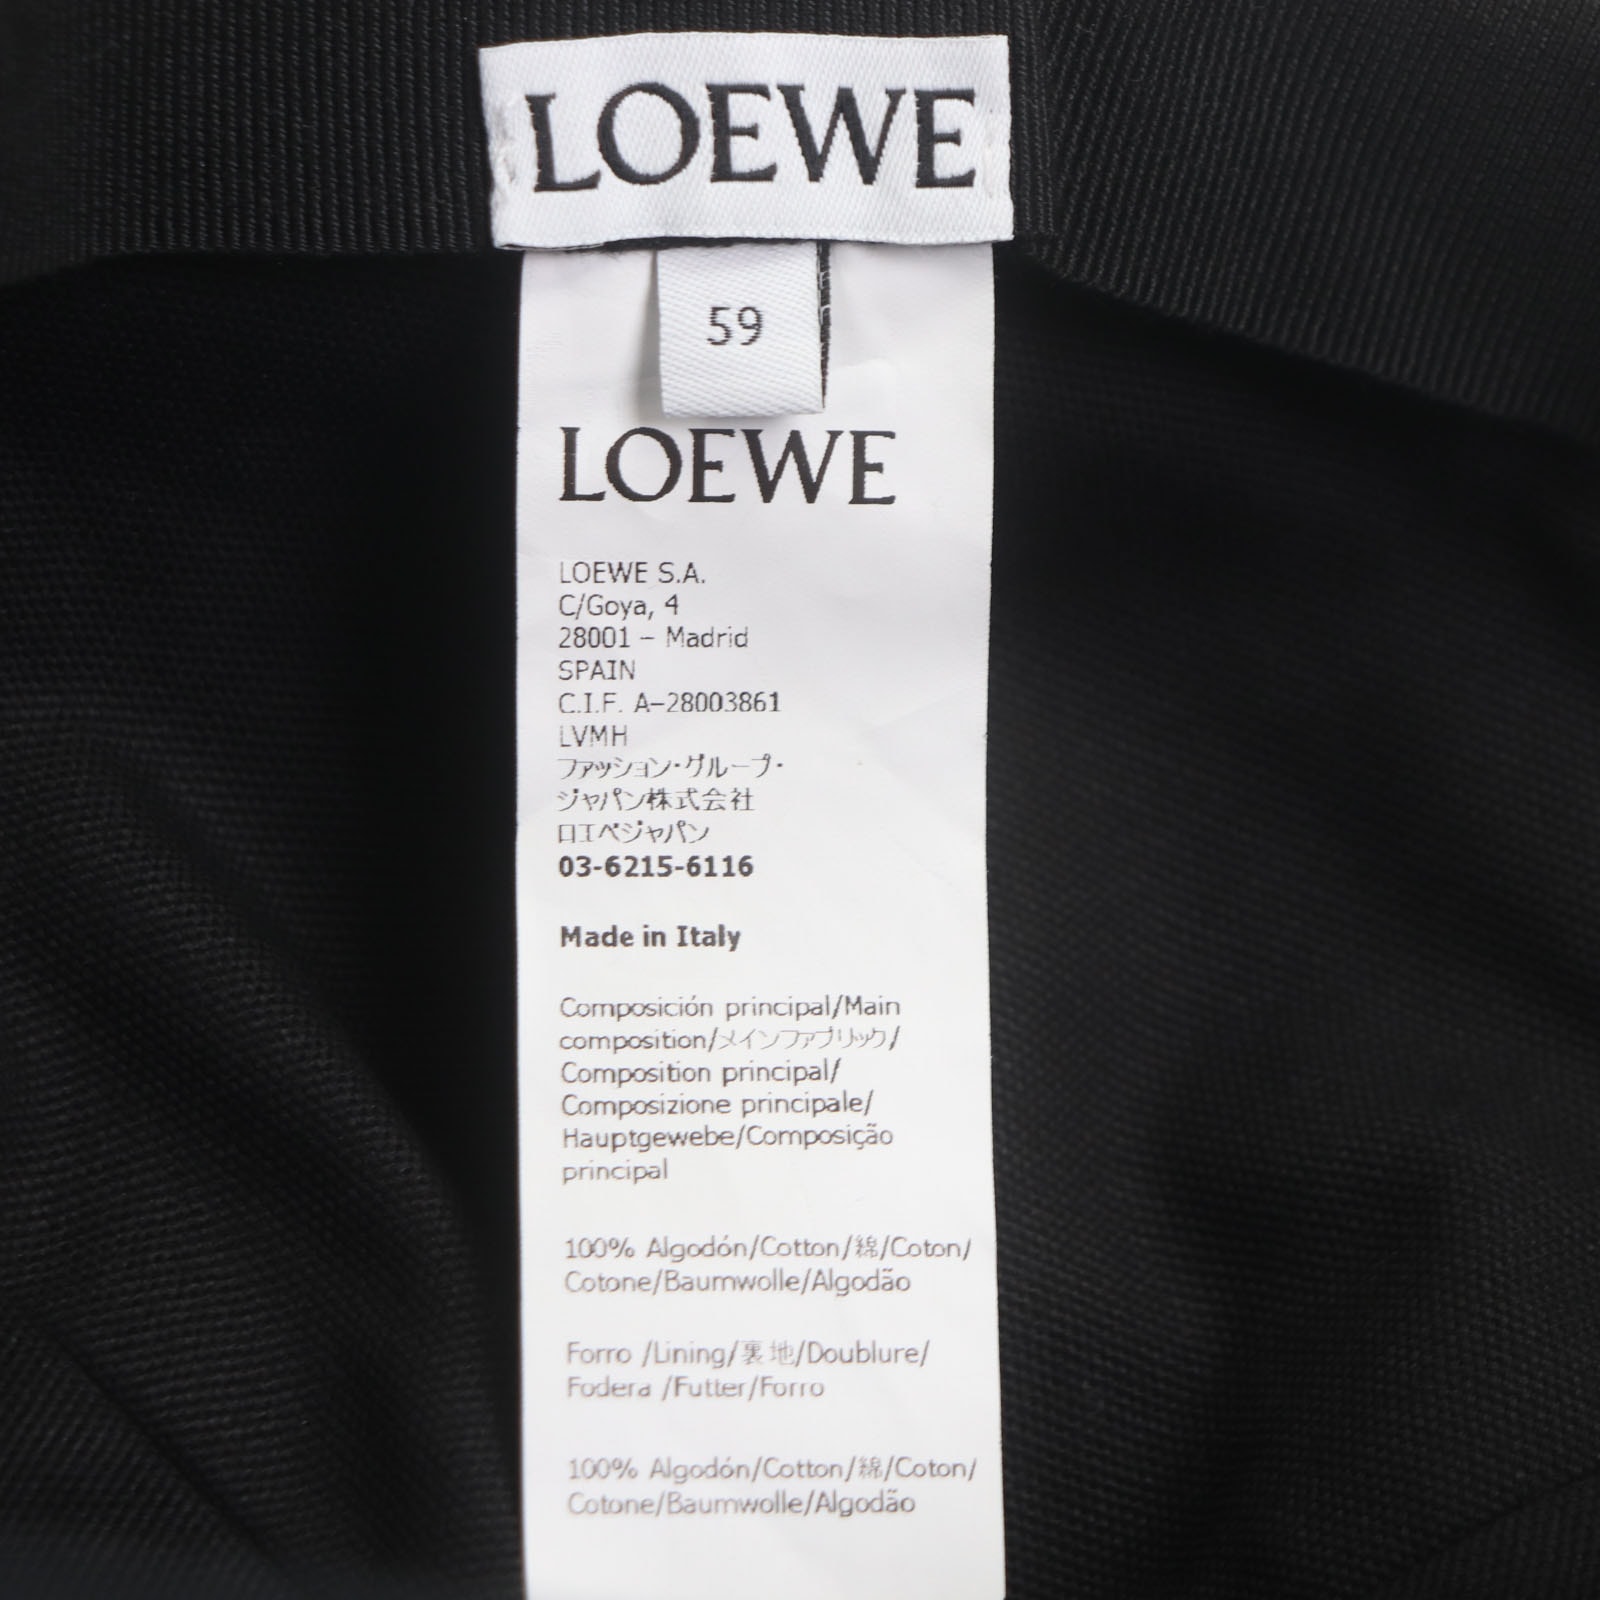 LOEWE
59
LOEWE
LOEWE S.A.
C/Goya, 4
28001 – Madrid
SPAIN
C.I.F. A–28003861
LVMH
ファッション・グループ・
ジャパン株式会社
ロエベジャパン
03-6215-6116
Made in Italy
Composición principal/Main
composition/メインファブリック/
Composition principal/
Composizione principale/
Hauptgewebe/Composição
principal
100% Algodón/Cotton/綿/Coton/
Cotone/Baumwolle/Algodão
Forro /Lining/裏地/Doublure/
Fodera /Futter/Forro
100% Algodón/Cotton/綿/Coton/
Cotone/Baumwolle/Algodão